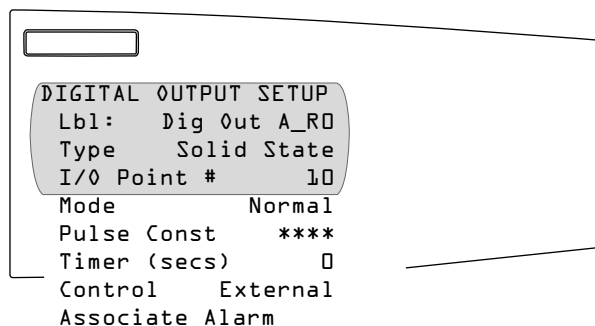 DIGITAL OUTPUT SETUP
Lbl: Dig Out A_R0
Type Solid State
I/O Point # 10
Mode Normal
Pulse Const ****
Timer (secs) 0
Control External
Associate Alarm